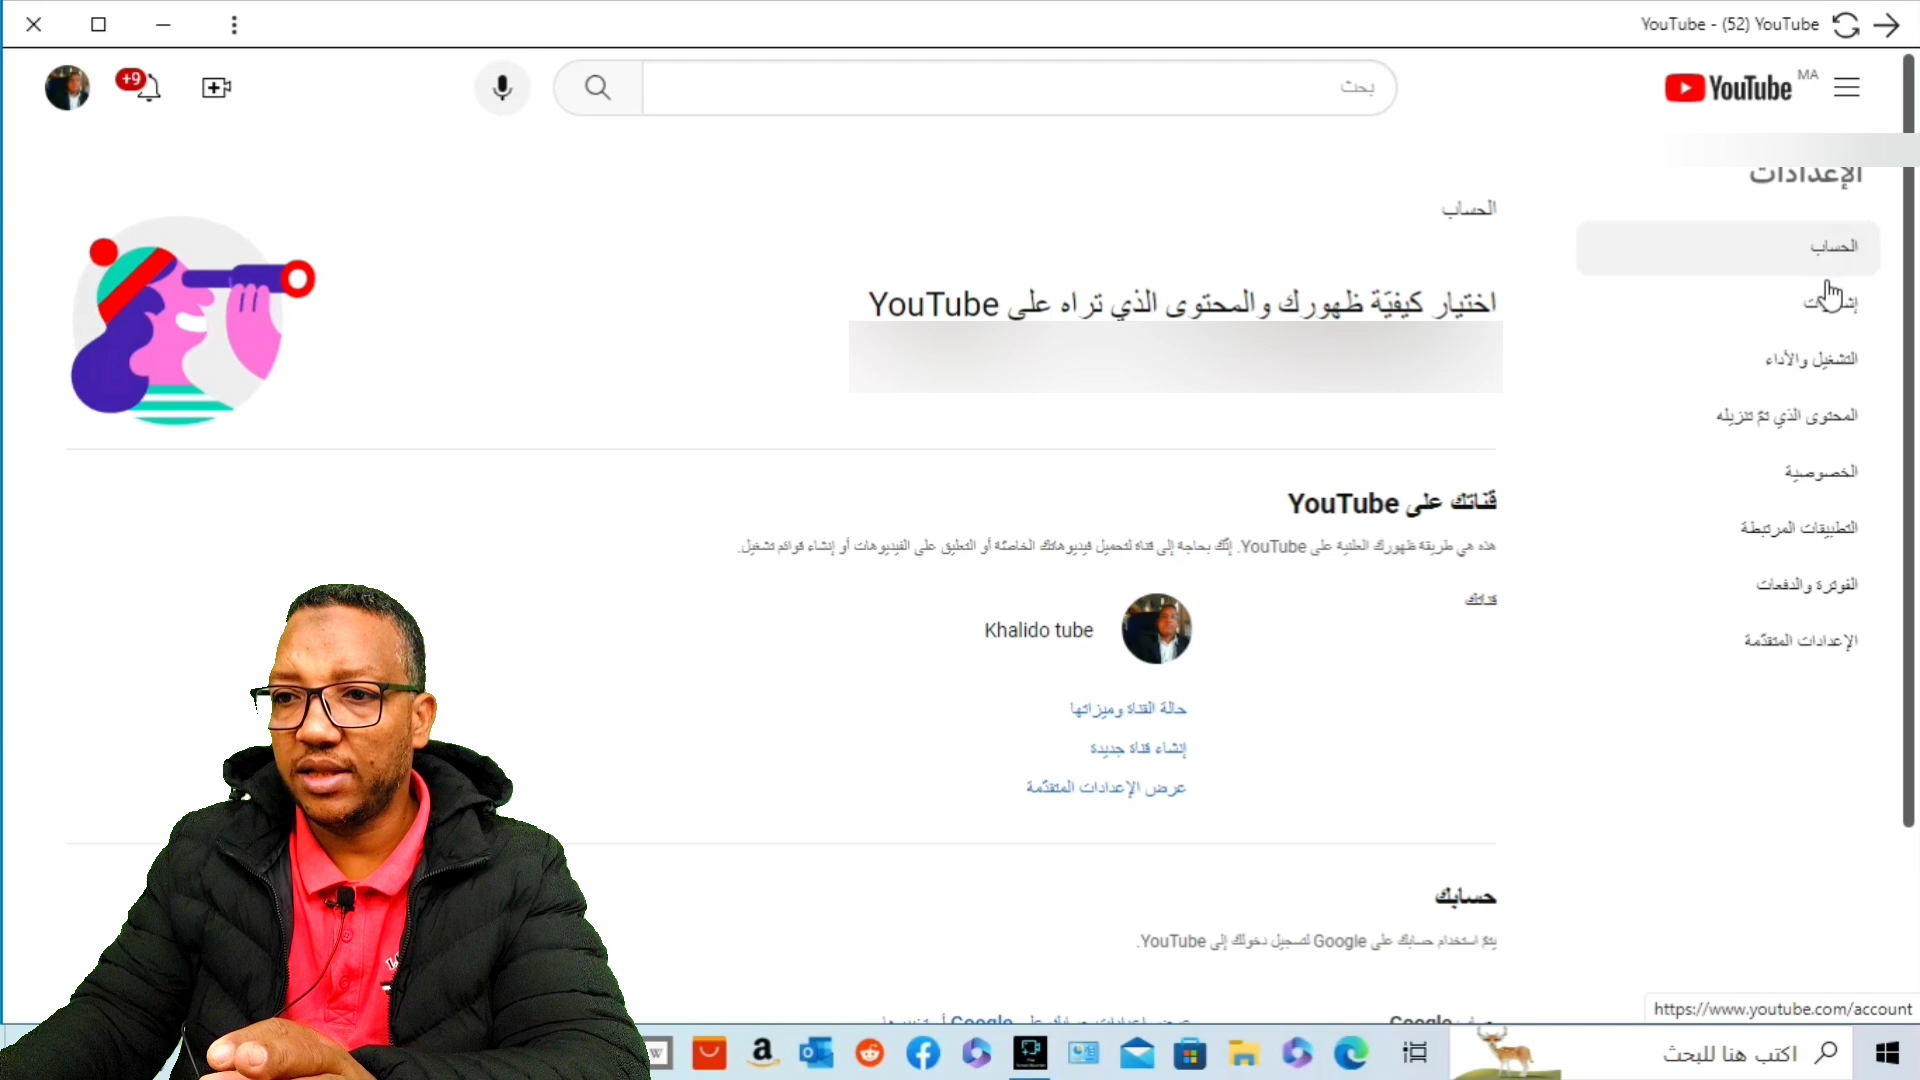 YouTube - (52) YouTube
+9
بحث
YouTube MA
الإعدادات
الحساب
التشغيل والأداء
المحتوى الذي تمّ تنزيله
الخصوصية
التطبيقات المرتبطة
الفوترة والدفعات
الإعدادات المتقدّمة
الحساب
اختيار كيفيّة ظهورك والمحتوى الذي تراه على YouTube
قناتك على YouTube
هذه هي طريقة ظهورك العلنية على YouTube. إنّك بحاجة إلى قناة لتحميل فيديوهاتك الخاصّة أو التعليق على الفيديوهات أو إنشاء قوائم تشغيل.
قناتك
Khalido tube
حالة القناة وميزاتها
إنشاء قناة جديدة
عرض الإعدادات المتقدّمة
حسابك
يتمّ استخدام حسابك على Google لتسجيل دخولك إلى YouTube.
https://www.youtube.com/account
اكتب هنا للبحث